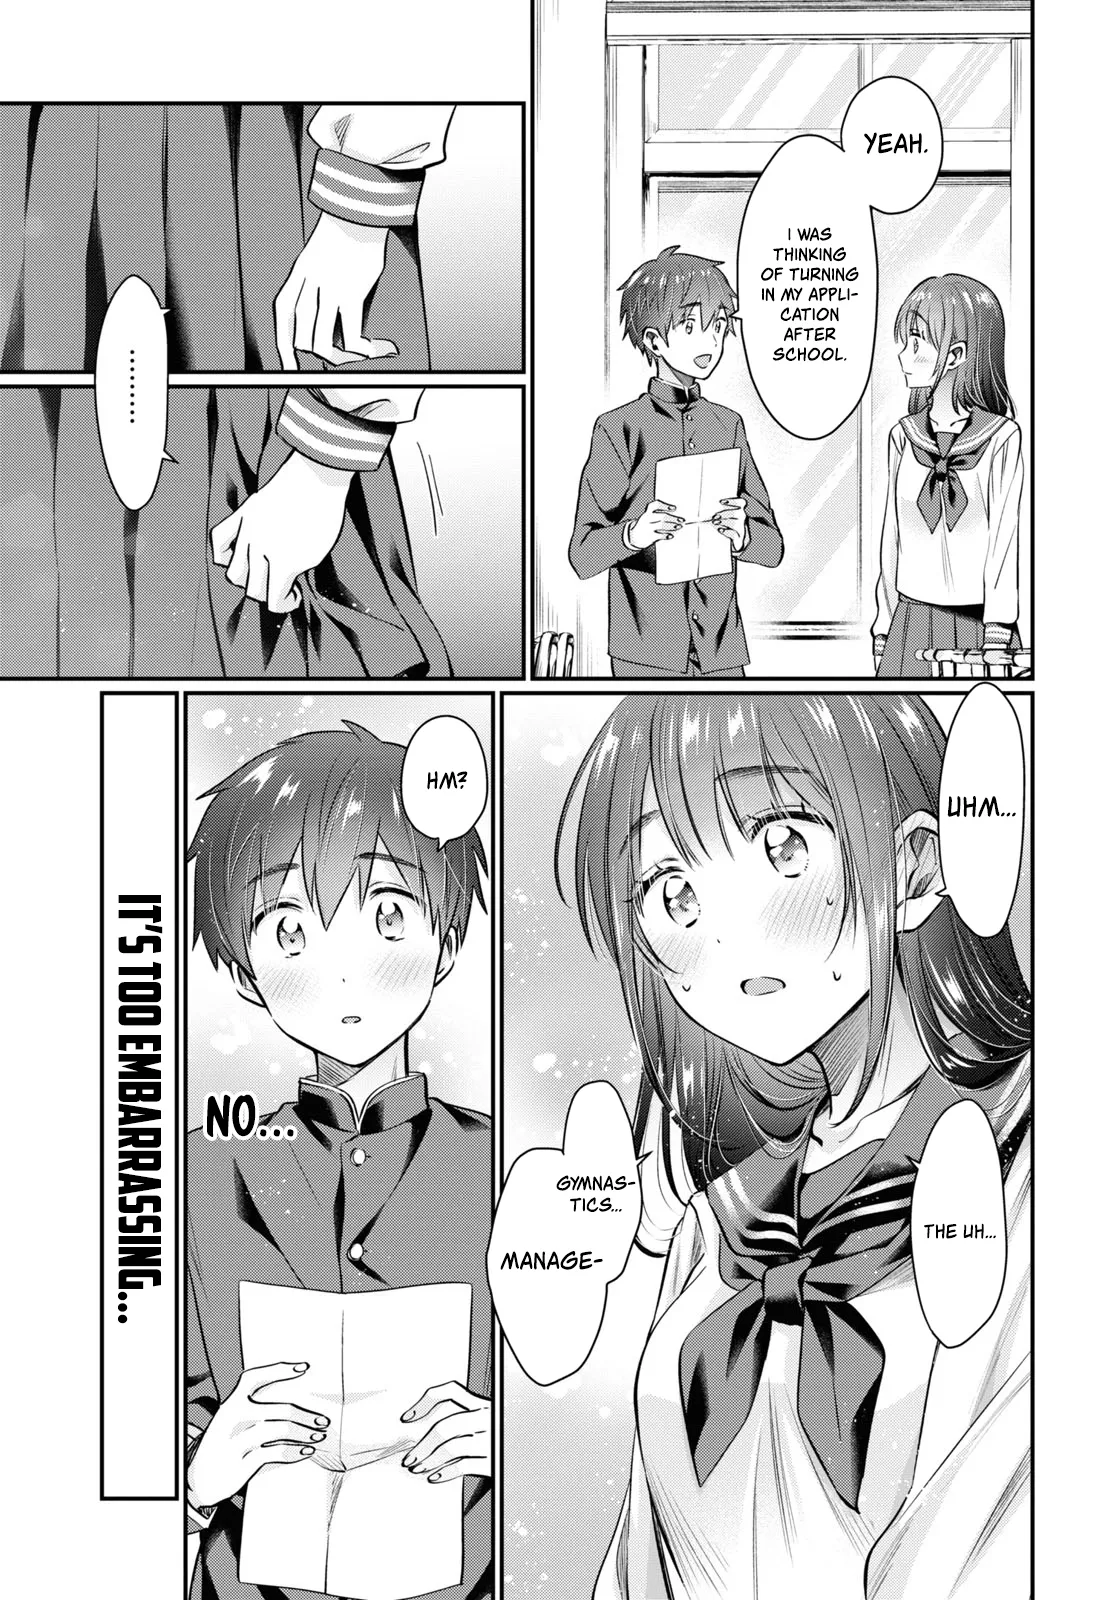 YEAH.
I WAS
THINKING
OF TURNING
IN MY APPLI-
CATION
AFTER
SCHOOL.
.........
UHM...
THE UH...
GYMNAS-
TICS...
MANAGE-
HM?
NO...
IT'S TOO EMBARRASSING...